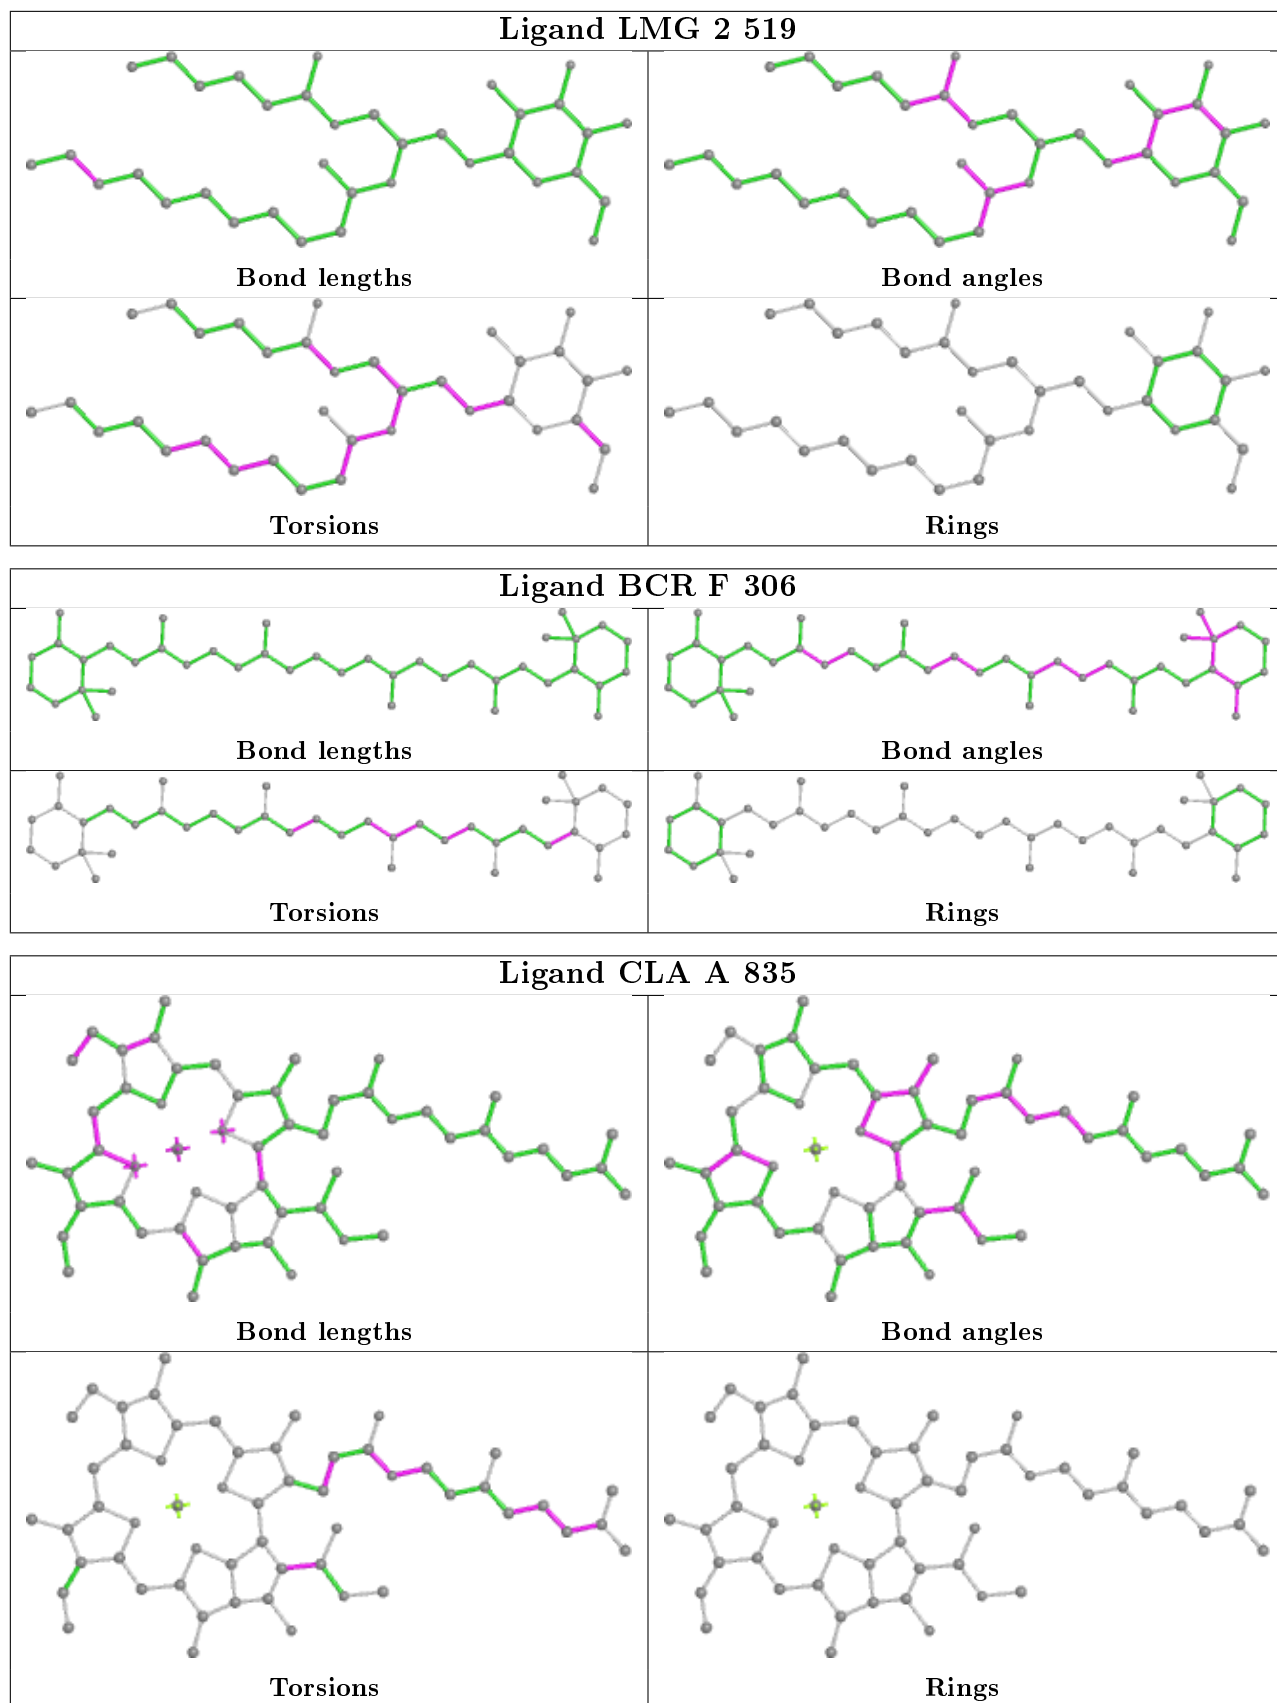 Ligand LMG 2 519
Bond lengths
Bond angles
Torsions
Rings
Ligand BCR F 306
Bond lengths
Bond angles
Torsions
Rings
Ligand CLA A 835
Bond lengths
Bond angles
Torsions
Rings